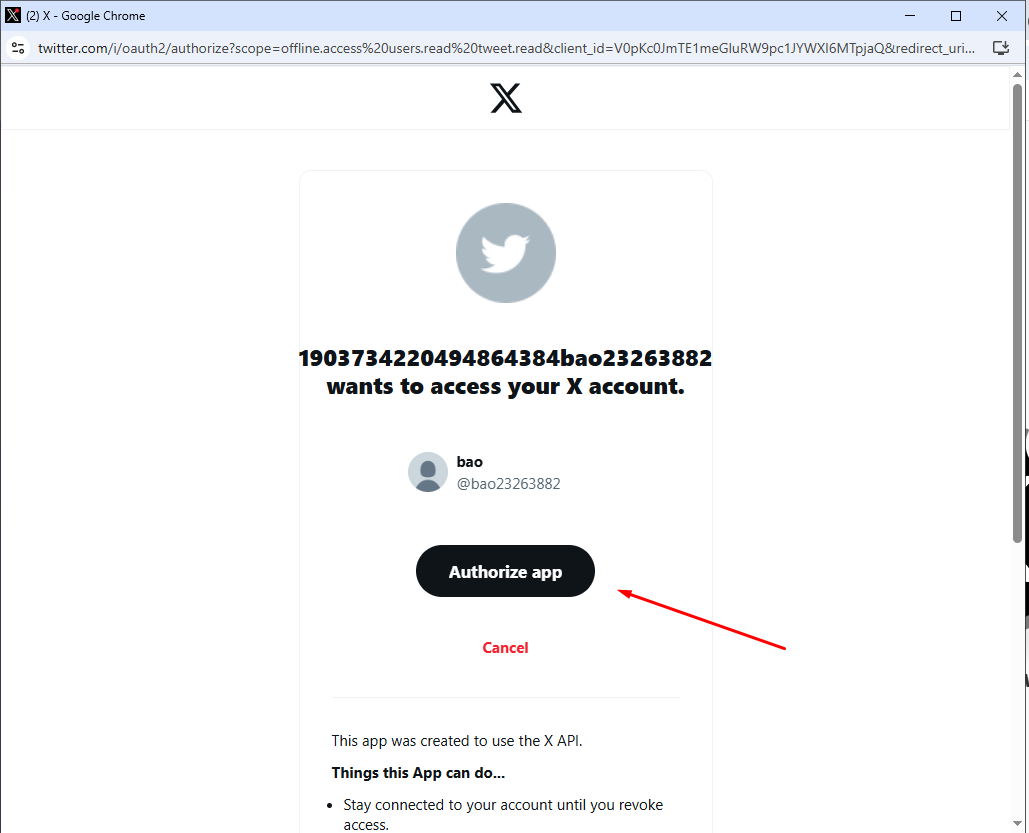 (2) X - Google Chrome
twitter.com/i/oauth2/authorize?scope=offline.access%20users.read%20tweet.read&client_id=V0pKc0JmTE1meGluRW9pc1JYWXI6MTpjaQ&redirect_uri...
1903734220494864384bao23263882
wants to access your X account.
bao
@bao23263882
Authorize app
Cancel
This app was created to use the X API.
Things this App can do...
• Stay connected to your account until you revoke
access.